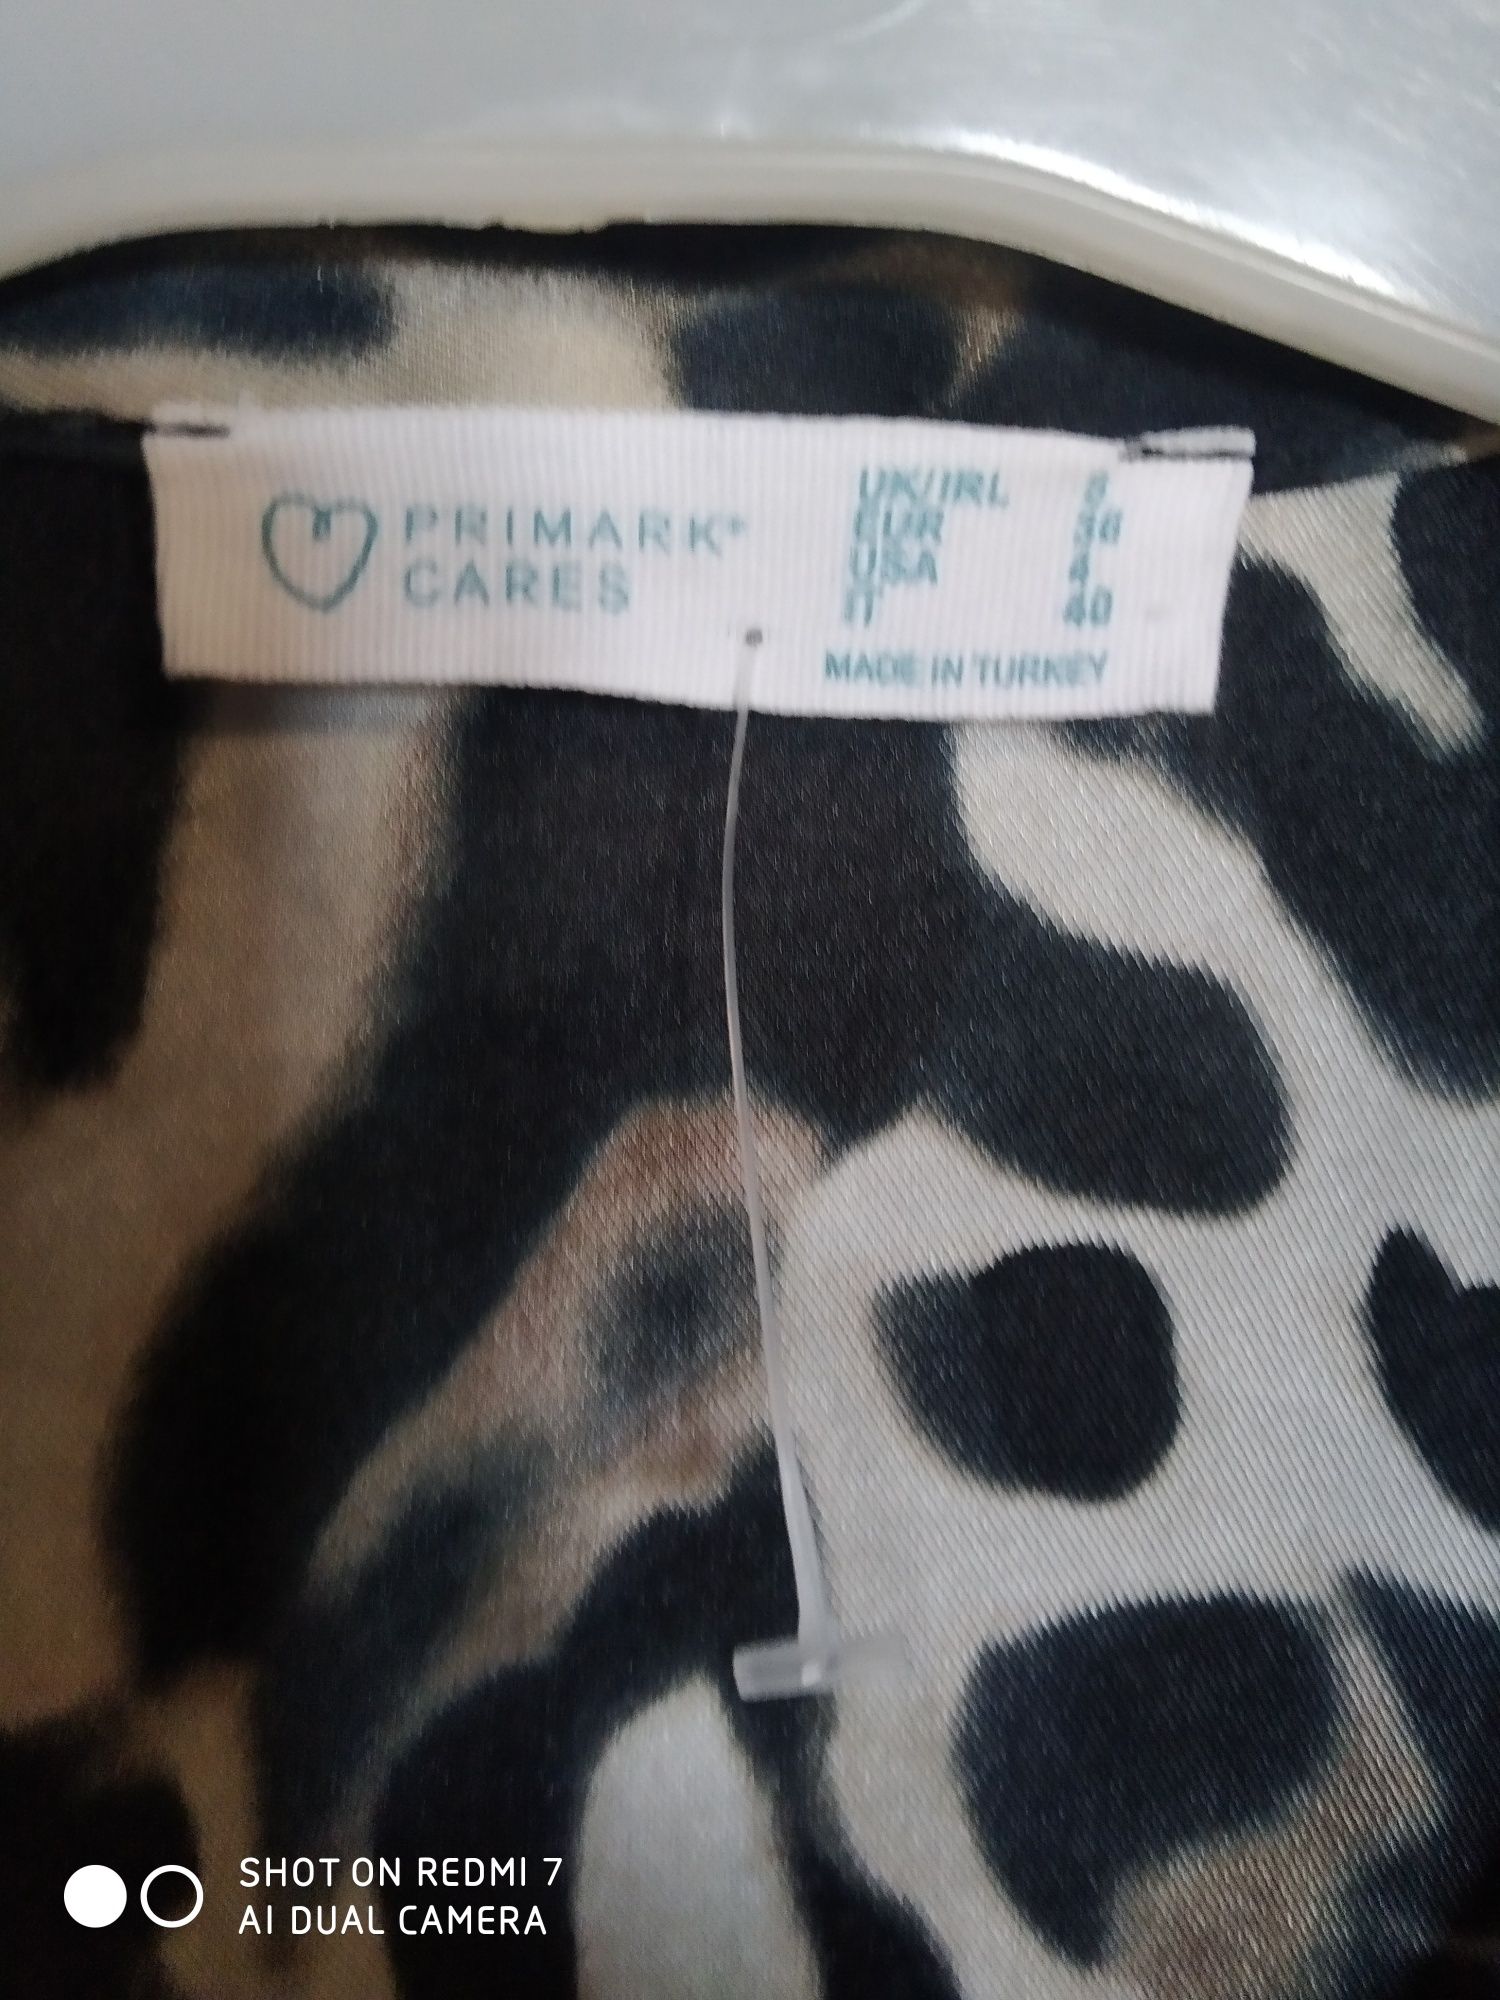 PRIMARK®
CARES
UK/IRL 8
EUR 36
USA 4
IT 40
MADE IN TURKEY
SHOT ON REDMI 7
AI DUAL CAMERA